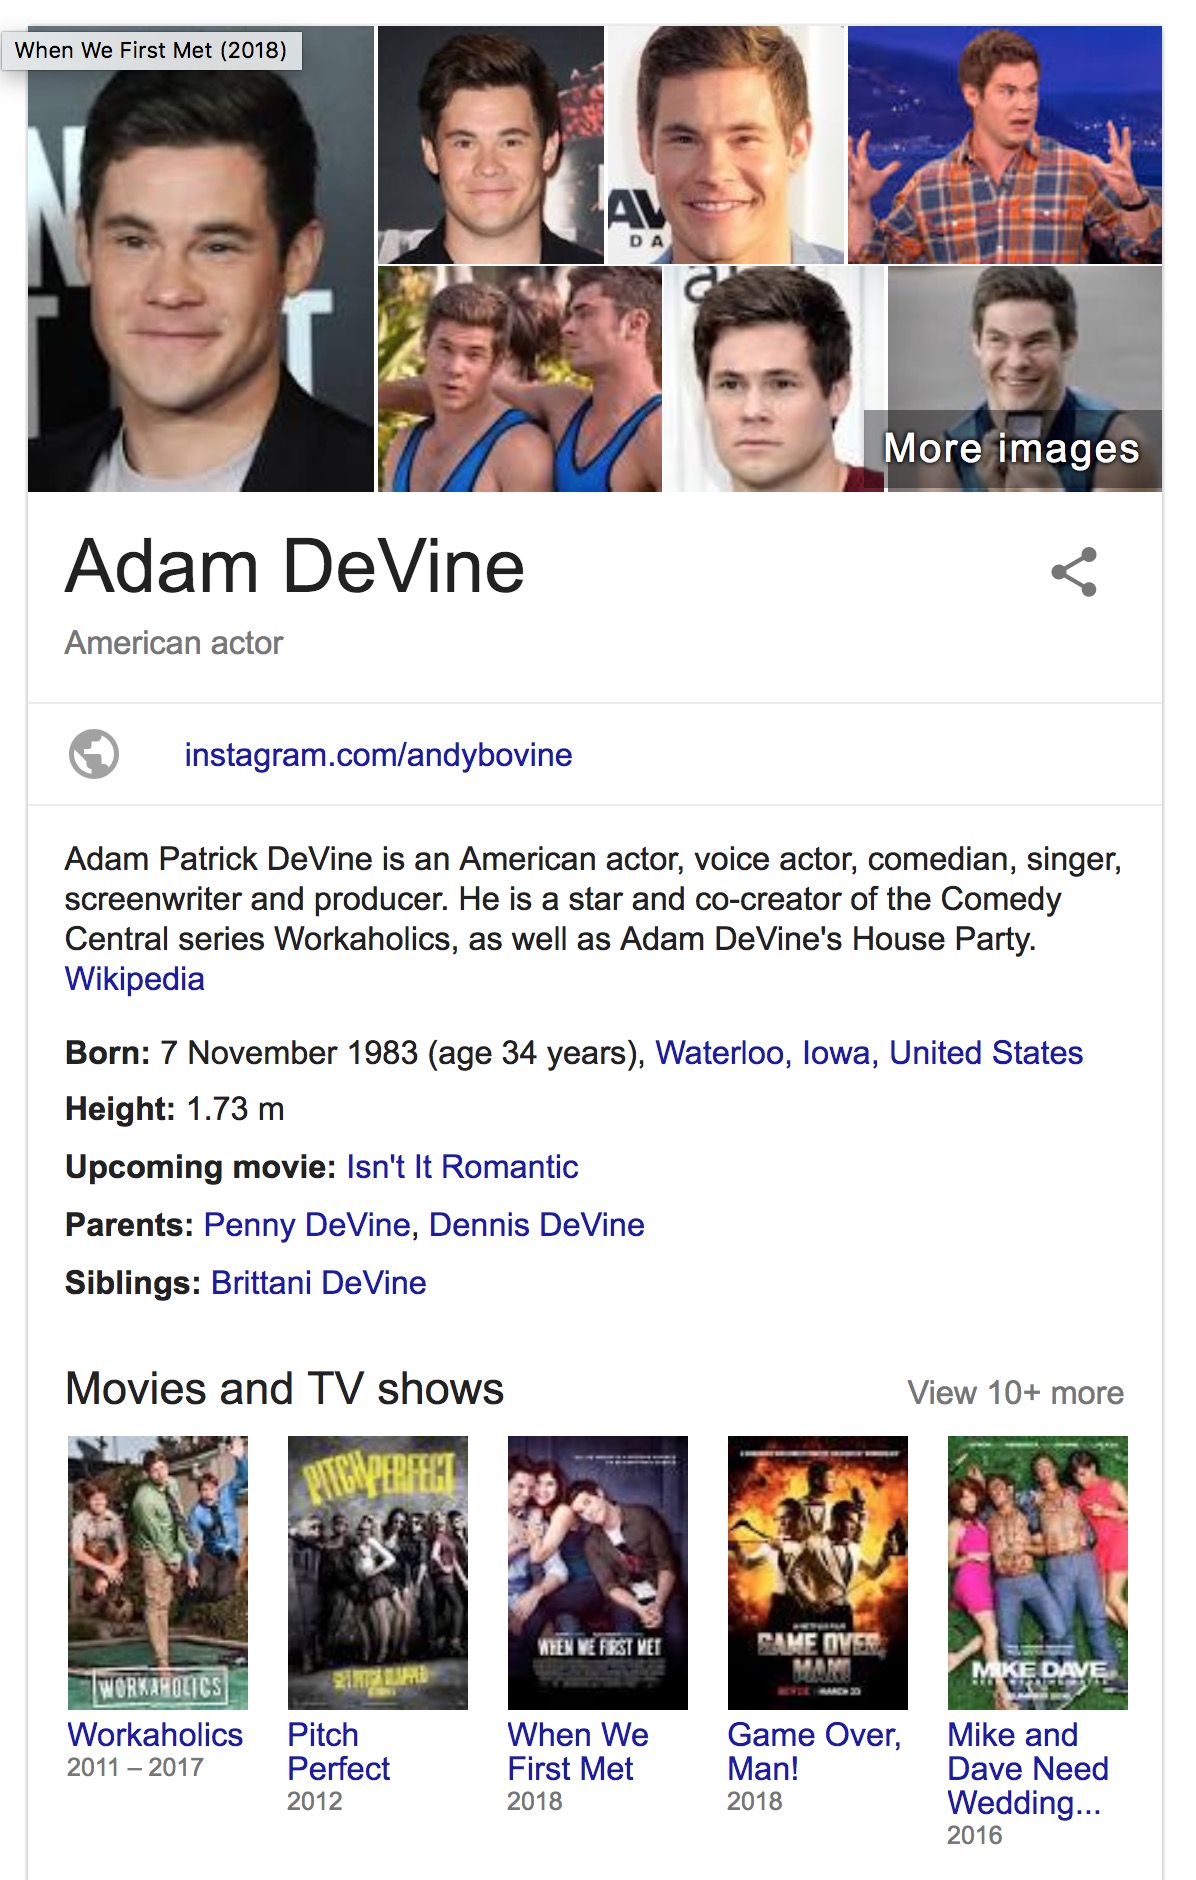 When We First Met (2018)
More images
Adam DeVine
American actor
instagram.com/andybovine
Adam Patrick DeVine is an American actor, voice actor, comedian, singer,
screenwriter and producer. He is a star and co-creator of the Comedy
Central series Workaholics, as well as Adam DeVine's House Party.
Wikipedia
Born: 7 November 1983 (age 34 years), Waterloo, Iowa, United States
Height: 1.73 m
Upcoming movie: Isn't It Romantic
Parents: Penny DeVine, Dennis DeVine
Siblings: Brittani DeVine
Movies and TV shows
View 10+ more
WORKAHOLICS
PITCH PERFECT
GET PITCH SLAPPED
WHEN WE FIRST MET
GAME OVER,
MAN!
MARCH 23
MIKE DAVE
Workaholics
2011 – 2017
Pitch
Perfect
2012
When We
First Met
2018
Game Over,
Man!
2018
Mike and
Dave Need
Wedding...
2016